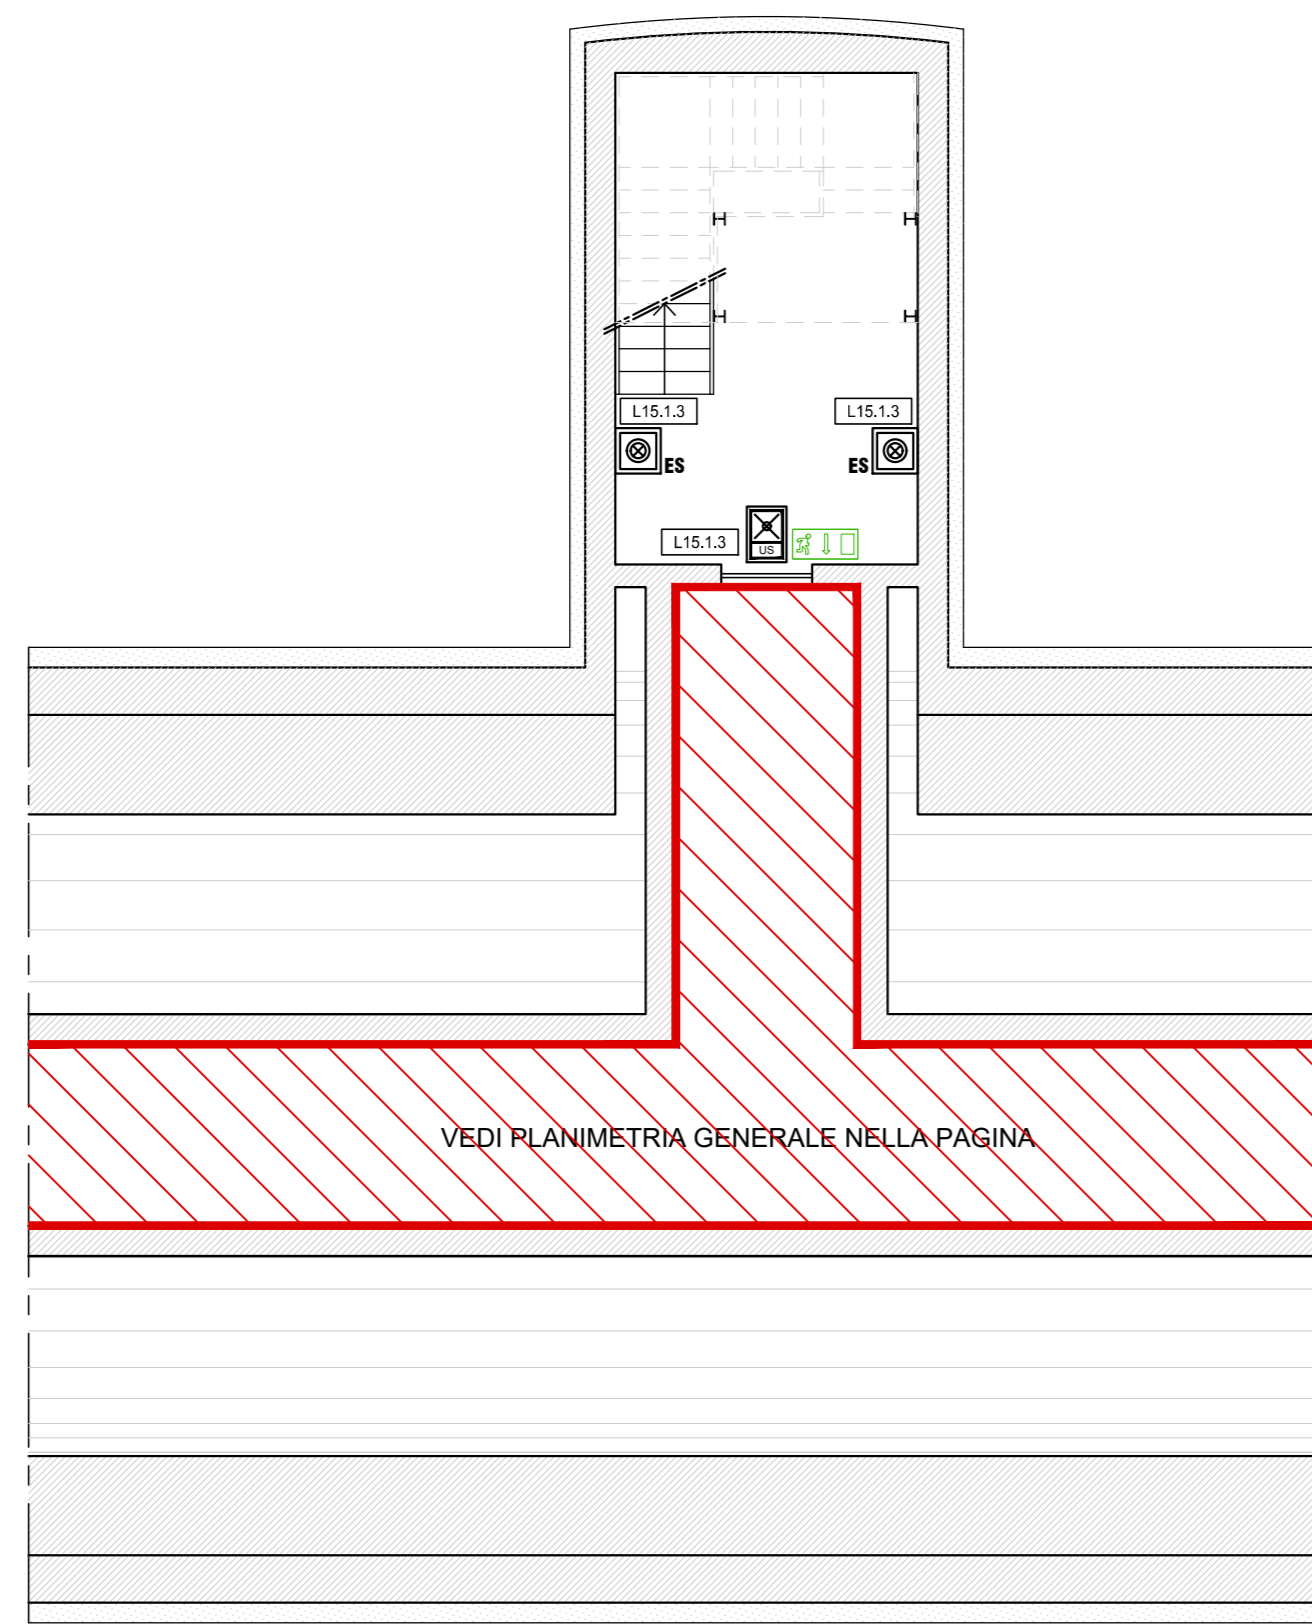 L15.1.3
L15.1.3
ES
ES
L15.1.3
US
VEDI PLANIMETRIA GENERALE NELLA PAGINA